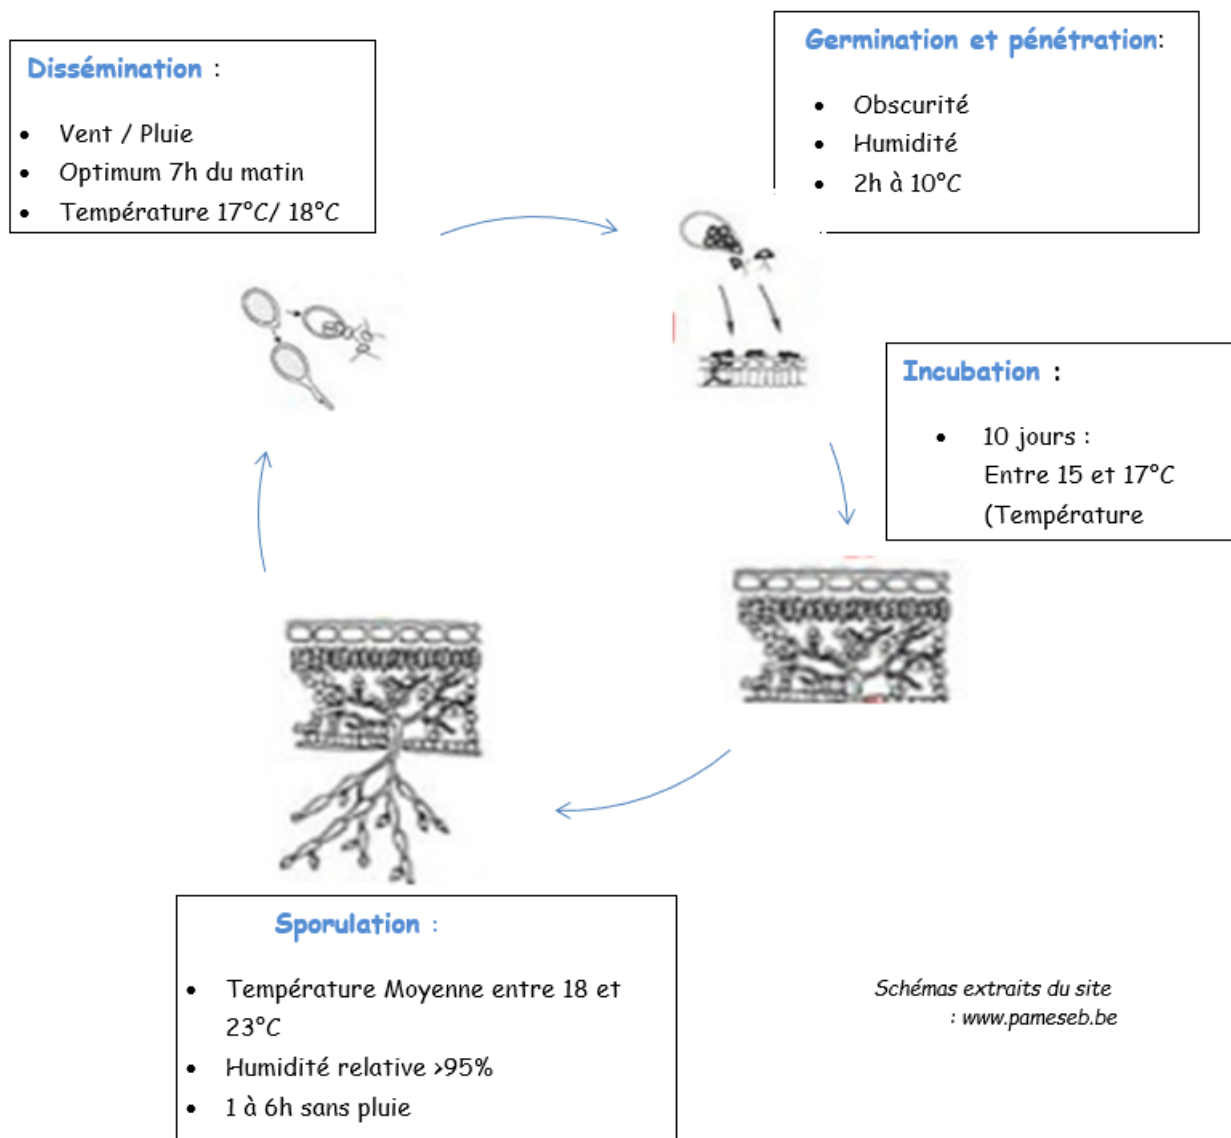 Dissémination :
• Vent / Pluie
• Optimum 7h du matin
• Température 17°C/ 18°C
Germination et pénétration:
• Obscurité
• Humidité
• 2h à 10°C
Incubation :
• 10 jours :
Entre 15 et 17°C
(Température
Sporulation :
• Température Moyenne entre 18 et
23°C
• Humidité relative >95%
• 1 à 6h sans pluie
Schémas extraits du site
: www.pameseb.be